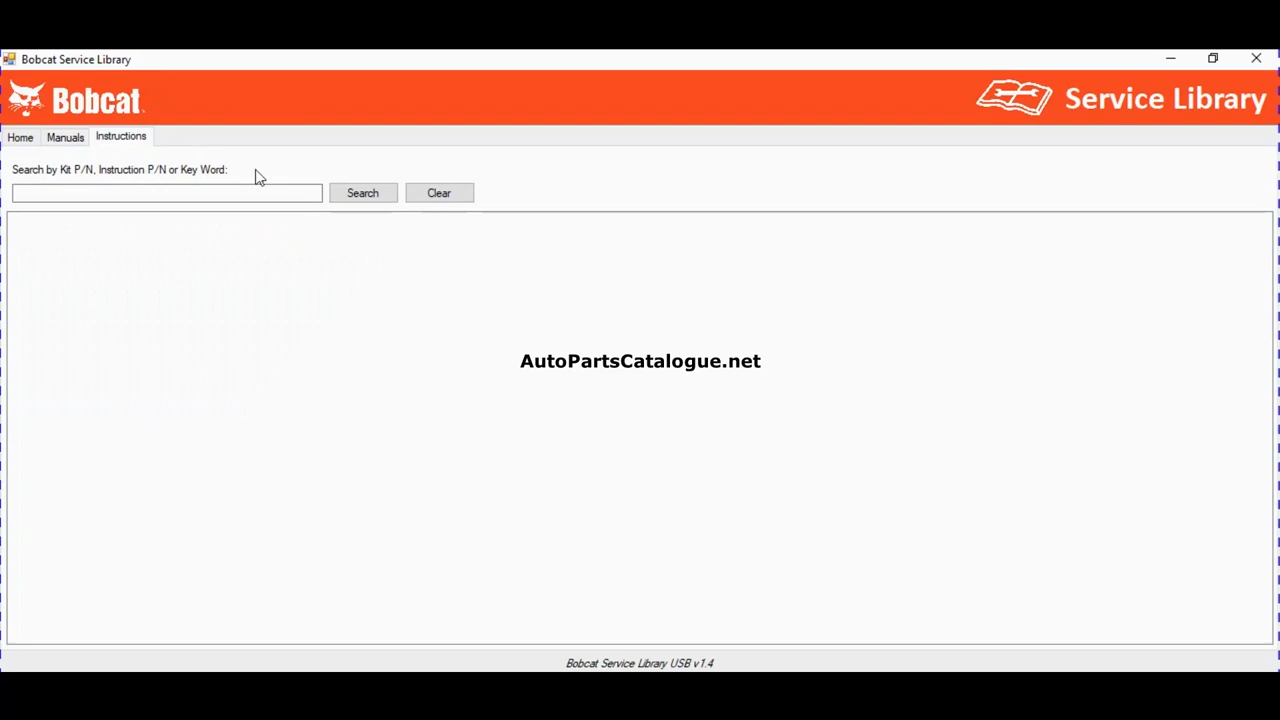 Bobcat Service Library
Bobcat
Service Library
Home Manuals Instructions
Search by Kit P/N, Instruction P/N or Key Word:
Search Clear
AutoPartsCatalogue.net
Bobcat Service Library USB v1.4